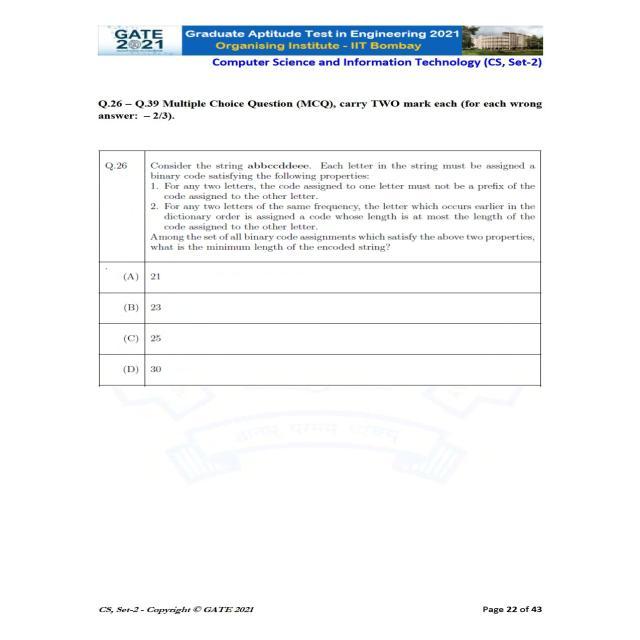 GATE
2021
Graduate Aptitude Test in Engineering 2021
Organising Institute - IIT Bombay
Computer Science and Information Technology (CS, Set-2)
Q.26 – Q.39 Multiple Choice Question (MCQ), carry TWO mark each (for each wrong
answer: – 2/3).
Q.26 Consider the string abbccddeee. Each letter in the string must be assigned a
binary code satisfying the following properties:
1. For any two letters, the code assigned to one letter must not be a prefix of the
code assigned to the other letter.
2. For any two letters of the same frequency, the letter which occurs earlier in the
dictionary order is assigned a code whose length is at most the length of the
code assigned to the other letter.
Among the set of all binary code assignments which satisfy the above two properties,
what is the minimum length of the encoded string?
(A) 21
(B) 23
(C) 25
(D) 30
CS, Set-2 - Copyright © GATE 2021
Page 22 of 43